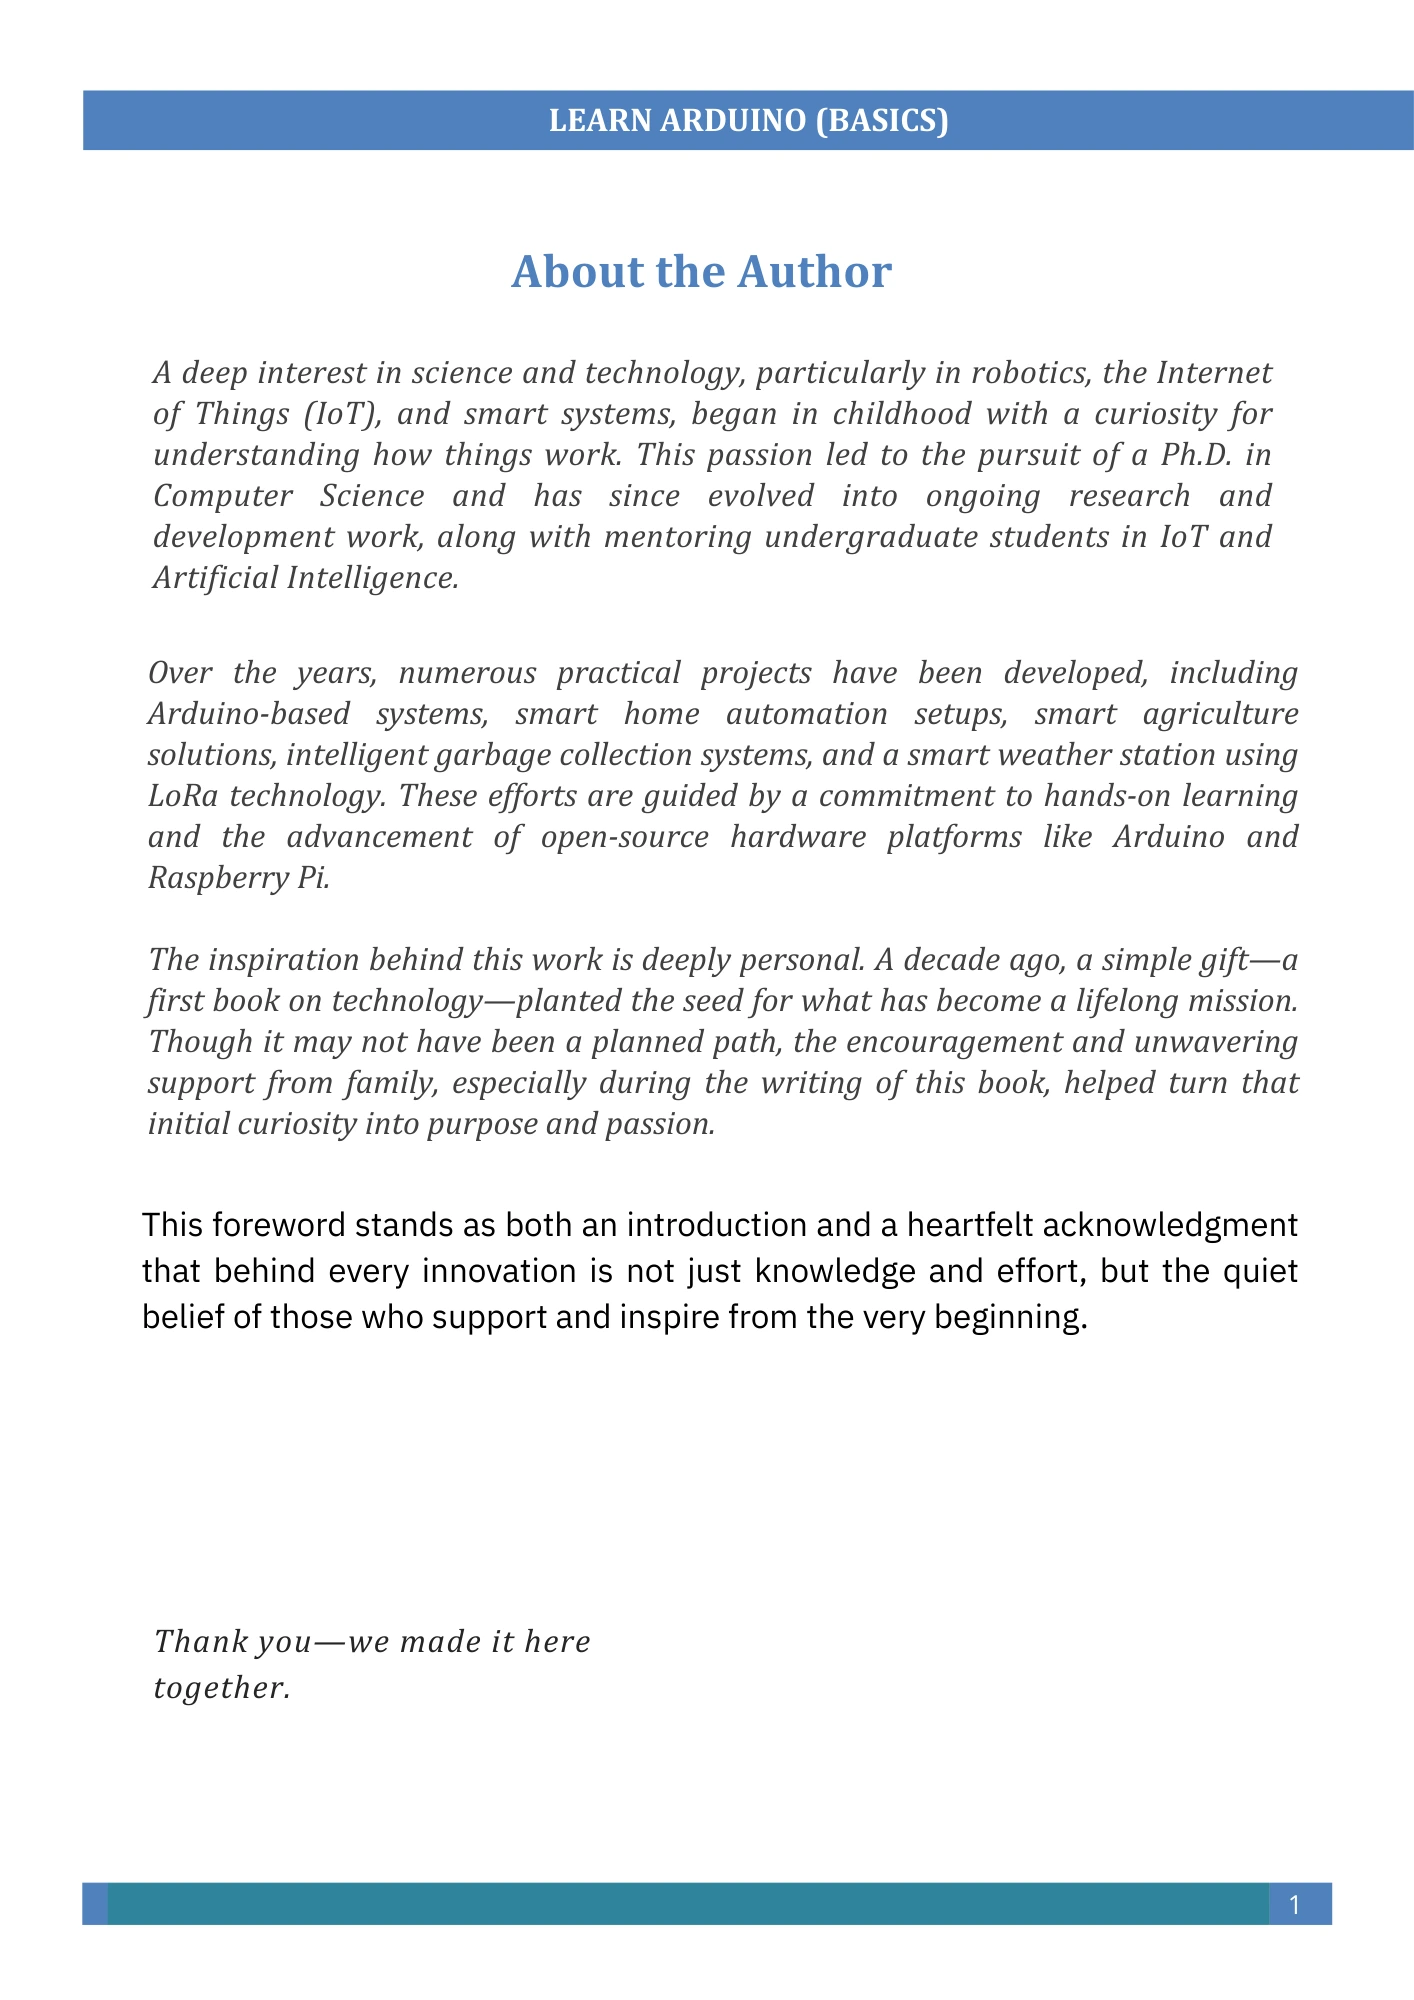 LEARN ARDUINO (BASICS)
About the Author
A deep interest in science and technology, particularly in robotics, the Internet
of Things (IoT), and smart systems, began in childhood with a curiosity for
understanding how things work. This passion led to the pursuit of a Ph.D. in
Computer Science and has since evolved into ongoing research and
development work, along with mentoring undergraduate students in IoT and
Artificial Intelligence.
Over the years, numerous practical projects have been developed, including
Arduino-based systems, smart home automation setups, smart agriculture
solutions, intelligent garbage collection systems, and a smart weather station using
LoRa technology. These efforts are guided by a commitment to hands-on learning
and the advancement of open-source hardware platforms like Arduino and
Raspberry Pi.
The inspiration behind this work is deeply personal. A decade ago, a simple gift—a
first book on technology—planted the seed for what has become a lifelong mission.
Though it may not have been a planned path, the encouragement and unwavering
support from family, especially during the writing of this book, helped turn that
initial curiosity into purpose and passion.
This foreword stands as both an introduction and a heartfelt acknowledgment
that behind every innovation is not just knowledge and effort, but the quiet
belief of those who support and inspire from the very beginning.
Thank you—we made it here
together.
1